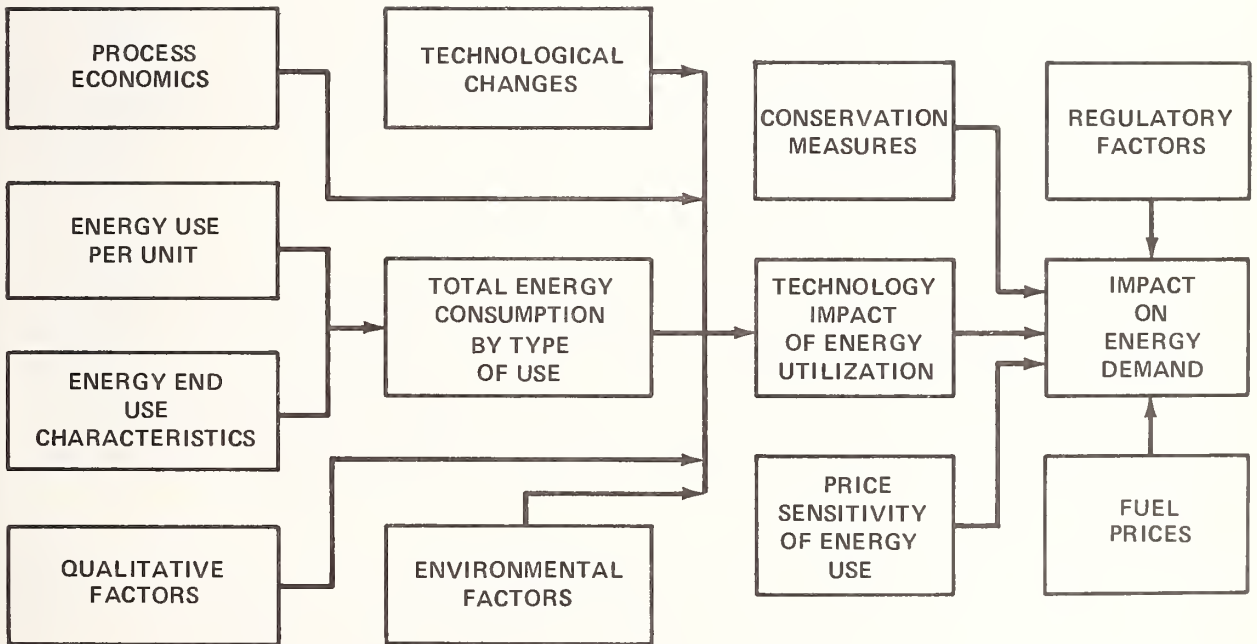 PROCESS
ECONOMICS
TECHNOLOGICAL
CHANGES
CONSERVATION
MEASURES
REGULATORY
FACTORS
ENERGY USE
PER UNIT
TOTAL ENERGY
CONSUMPTION
BY TYPE
OF USE
TECHNOLOGY
IMPACT
OF ENERGY
UTILIZATION
IMPACT
ON
ENERGY
DEMAND
ENERGY END
USE
CHARACTERISTICS
QUALITATIVE
FACTORS
ENVIRONMENTAL
FACTORS
PRICE
SENSITIVITY
OF ENERGY
USE
FUEL
PRICES